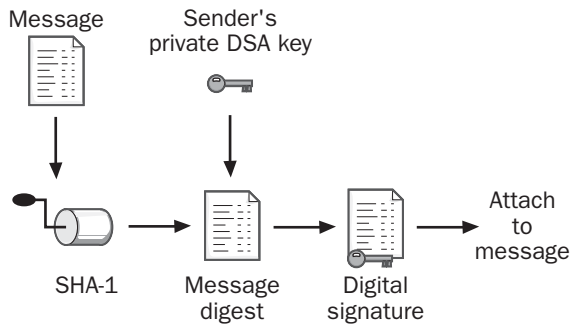 Message
Sender's
private DSA key
SHA-1
Message
digest
Digital
signature
Attach
to
message